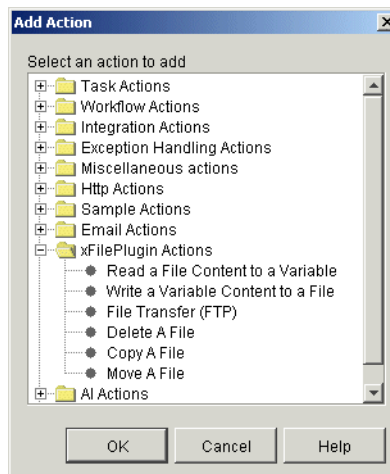 Add Action
Select an action to add
Task Actions
Workflow Actions
Integration Actions
Exception Handling Actions
Miscellaneous actions
Http Actions
Sample Actions
Email Actions
xFilePlugin Actions
Read a File Content to a Variable
Write a Variable Content to a File
File Transfer (FTP)
Delete A File
Copy A File
Move A File
AI Actions
OK Cancel Help